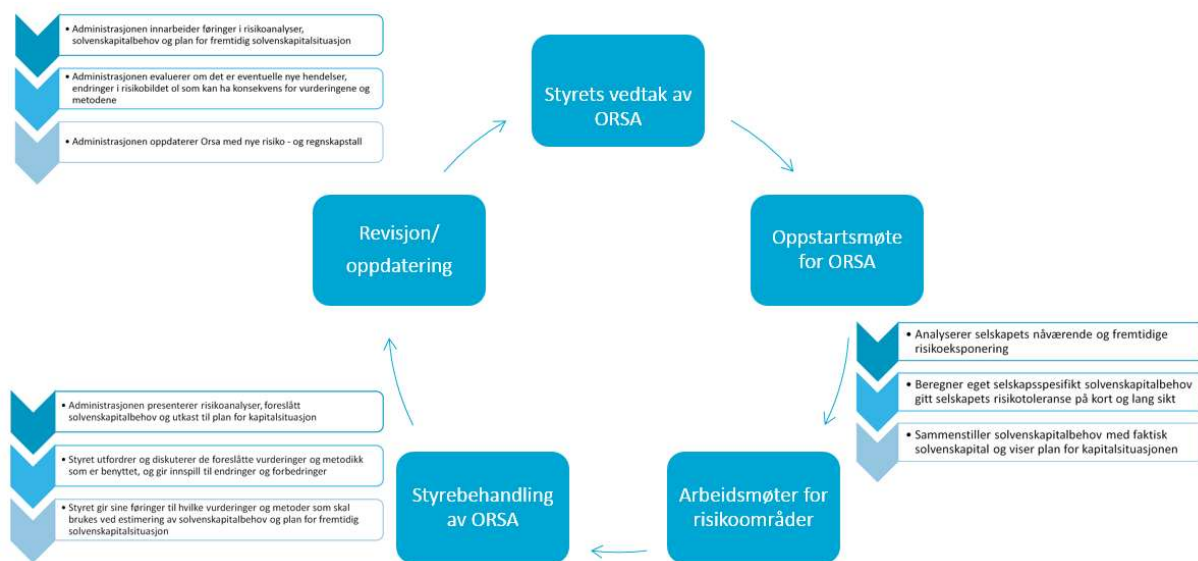 • Administrasjonen innarbeider føringer i risikoanalyser,
solvenskapitalbehov og plan for fremtidig solvenskapitalsituasjon
• Administrasjonen evaluerer om det er eventuelle nye hendelser,
endringer i risikobildet ol som kan ha konsekvens for vurderingene og
metodene
• Administrasjonen oppdaterer Orsa med nye risiko - og regnskapstall
Styrets vedtak av
ORSA
Oppstartsmøte
for ORSA
• Analyserer selskapets nåværende og fremtidige
risikoeksponering
• Beregner eget selskapsspesifikt solvenskapitalbehov
gitt selskapets risikotoleranse på kort og lang sikt
• Sammenstiller solvenskapitalbehov med faktisk
solvenskapital og viser plan for kapitalsituasjonen
Arbeidsmøter for
risikoområder
Styrebehandling
av ORSA
• Administrasjonen presenterer risikoanalyser, foreslått
solvenskapitalbehov og utkast til plan for kapitalsituasjon
• Styret utfordrer og diskuterer de foreslåtte vurderinger og metodikk
som er benyttet, og gir innspill til endringer og forbedringer
• Styret gir sine føringer til hvilke vurderinger og metoder som skal
brukes ved estimering av solvenskapitalbehov og plan for fremtidig
solvenskapitalsituasjon
Revisjon/
oppdatering